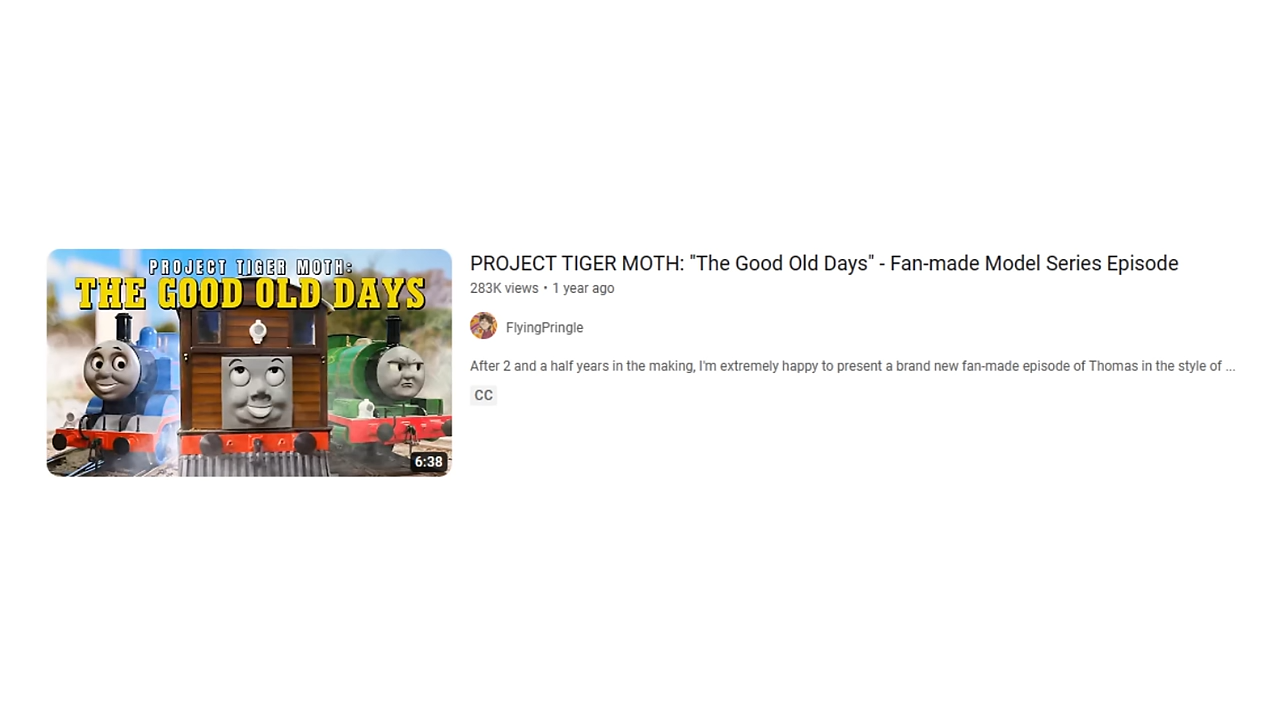 PROJECT TIGER MOTH:
THE GOOD OLD DAYS
6:38
PROJECT TIGER MOTH: "The Good Old Days" - Fan-made Model Series Episode
283K views • 1 year ago
FlyingPringle
After 2 and a half years in the making, I'm extremely happy to present a brand new fan-made episode of Thomas in the style of ...
CC